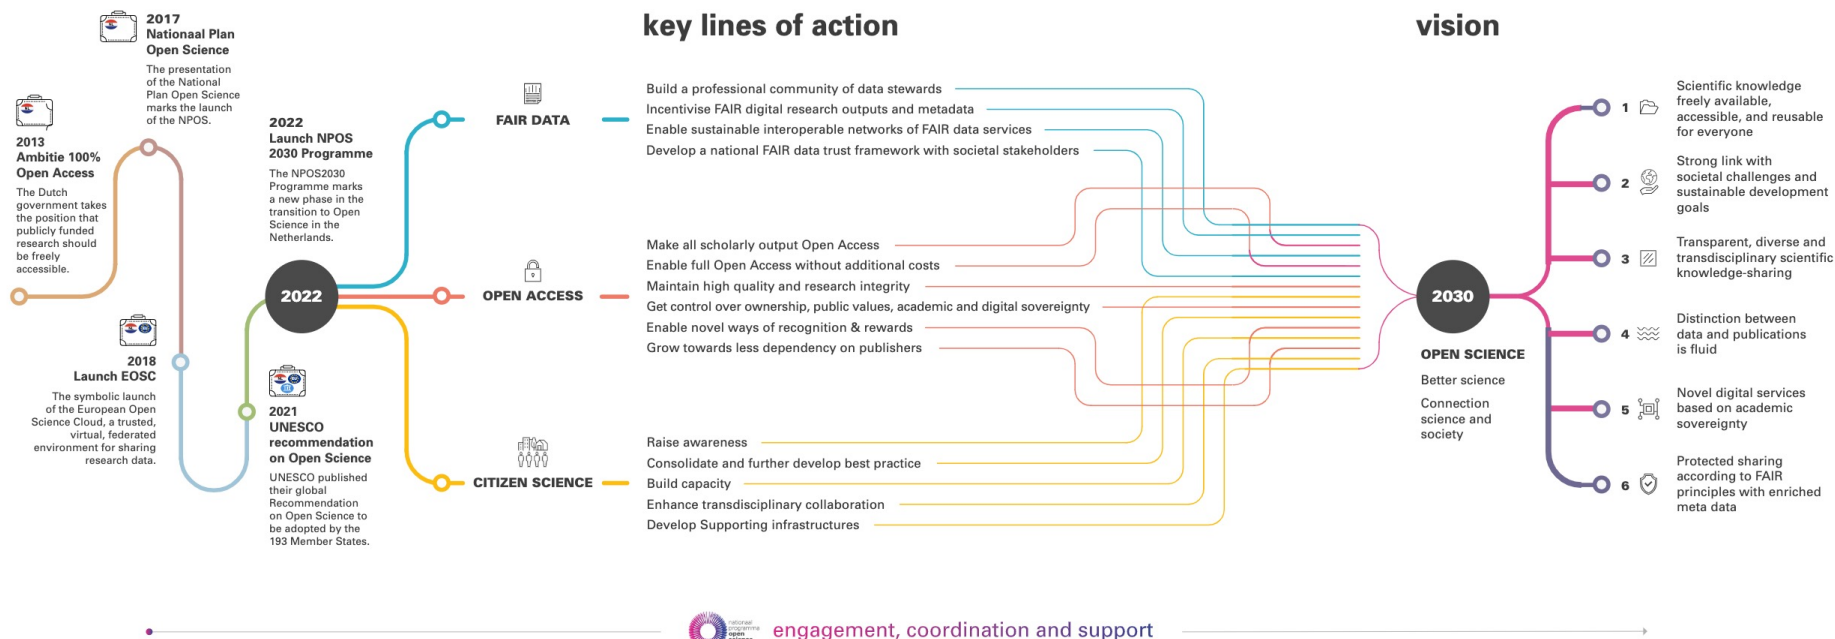 key lines of action
vision
2013
Ambitie 100%
Open Access
The Dutch
government takes
the position that
publicly funded
research should
be freely
accessible.
2017
Nationaal Plan
Open Science
The presentation
of the National
Plan Open Science
marks the launch
of the NPOS.
2018
Launch EOSC
The symbolic launch
of the European Open
Science Cloud, a trusted,
virtual, federated
environment for sharing
research data.
2021
UNESCO
recommendation
on Open Science
UNESCO published
their global
Recommendation
on Open Science to
be adopted by the
193 Member States.
2022
Launch NPOS
2030 Programme
The NPOS2030
Programme marks
a new phase in the
transition to Open
Science in the
Netherlands.
2022
FAIR DATA
Build a professional community of data stewards
Incentivise FAIR digital research outputs and metadata
Enable sustainable interoperable networks of FAIR data services
Develop a national FAIR data trust framework with societal stakeholders
OPEN ACCESS
Make all scholarly output Open Access
Enable full Open Access without additional costs
Maintain high quality and research integrity
Get control over ownership, public values, academic and digital sovereignty
Enable novel ways of recognition & rewards
Grow towards less dependency on publishers
CITIZEN SCIENCE
Raise awareness
Consolidate and further develop best practice
Build capacity
Enhance transdisciplinary collaboration
Develop Supporting infrastructures
2030
OPEN SCIENCE
Better science
Connection
science and
society
1
Scientific knowledge
freely available,
accessible, and reusable
for everyone
2
Strong link with
societal challenges and
sustainable development
goals
3
Transparent, diverse and
transdisciplinary scientific
knowledge-sharing
4
Distinction between
data and publications
is fluid
5
Novel digital services
based on academic
sovereignty
6
Protected sharing
according to FAIR
principles with enriched
meta data
nationaal
programma
open
engagement, coordination and support